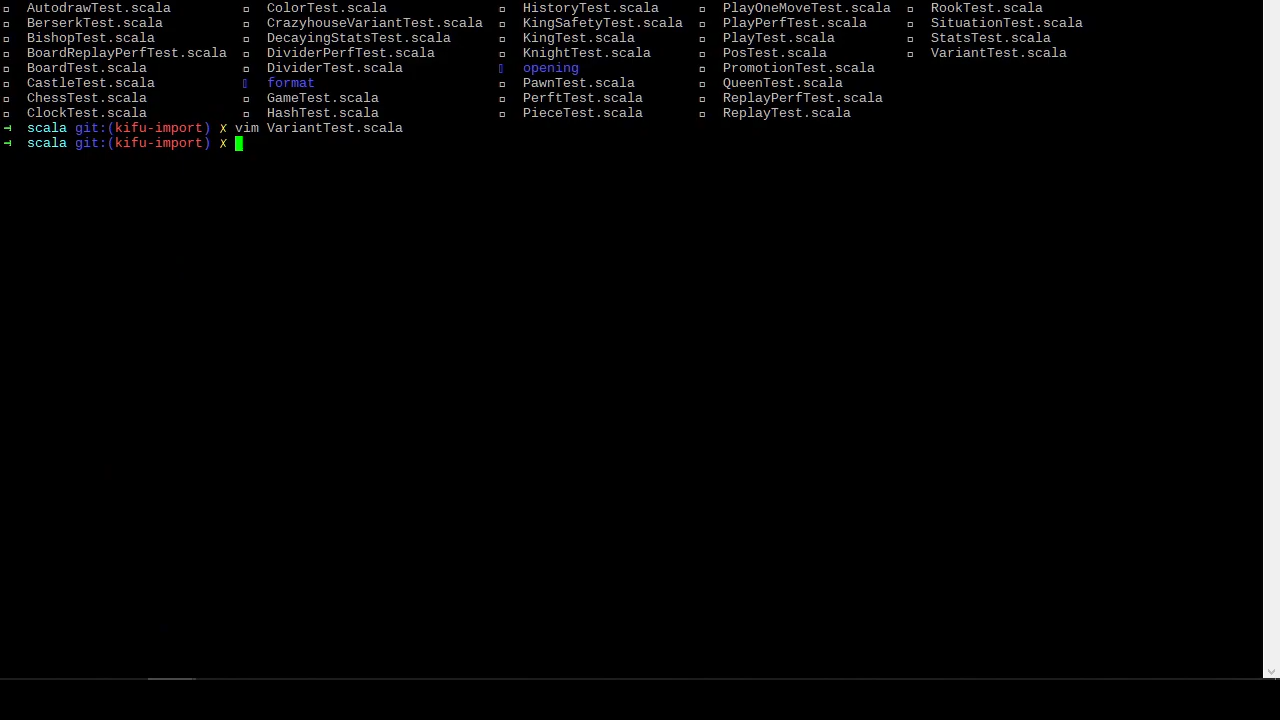 AutodrawTest.scala ColorTest.scala HistoryTest.scala PlayOneMoveTest.scala RookTest.scala
BerserkTest.scala CrazyhouseVariantTest.scala KingSafetyTest.scala PlayPerfTest.scala SituationTest.scala
BishopTest.scala DecayingStatsTest.scala KingTest.scala PlayTest.scala StatsTest.scala
BoardReplayPerfTest.scala DividerPerfTest.scala KnightTest.scala PosTest.scala VariantTest.scala
BoardTest.scala DividerTest.scala opening PromotionTest.scala
CastleTest.scala format PawnTest.scala QueenTest.scala
ChessTest.scala GameTest.scala PerftTest.scala ReplayPerfTest.scala
ClockTest.scala HashTest.scala PieceTest.scala ReplayTest.scala
scala git:(kifu-import) ✗ vim VariantTest.scala
scala git:(kifu-import) ✗